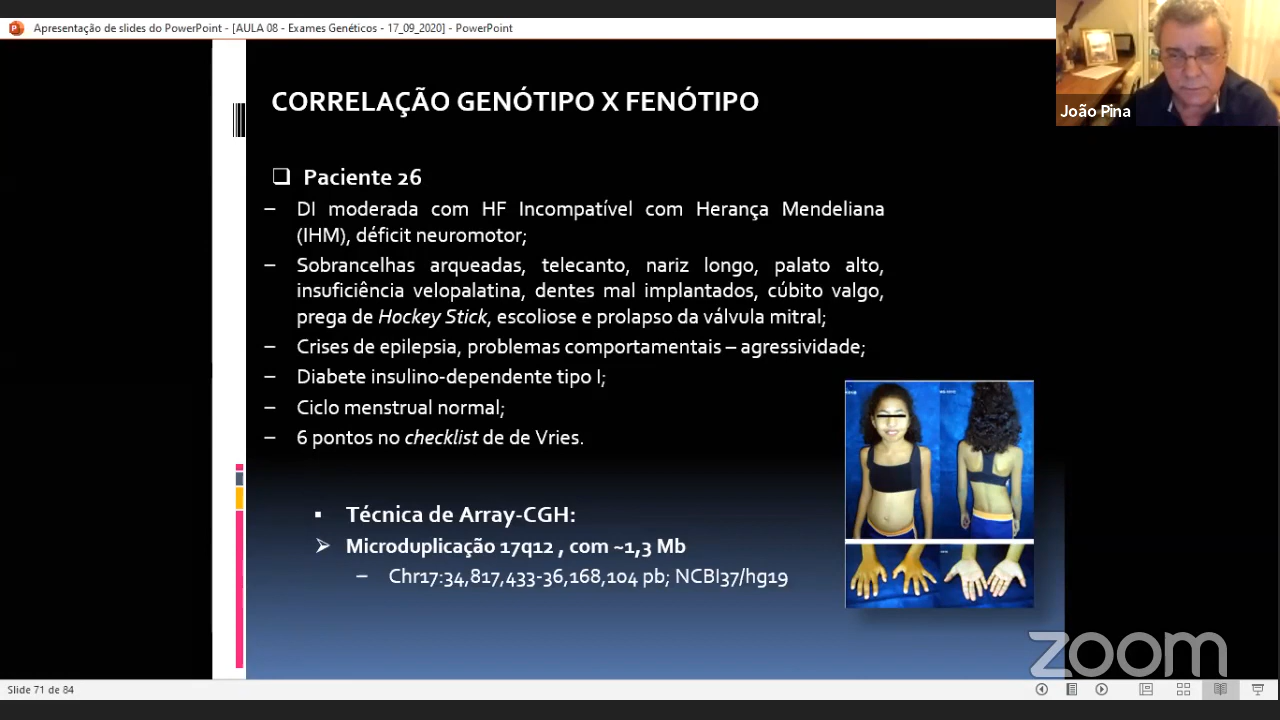 Apresentação de slides do PowerPoint - [AULA 08 - Exames Genéticos - 17_09_2020] - PowerPoint
João Pina
CORRELAÇÃO GENÓTIPO X FENÓTIPO
❑ Paciente 26
– DI moderada com HF Incompatível com Herança Mendeliana
(IHM), déficit neuromotor;
– Sobrancelhas arqueadas, telecanto, nariz longo, palato alto,
insuficiência velopalatina, dentes mal implantados, cúbito valgo,
prega de Hockey Stick, escoliose e prolapso da válvula mitral;
– Crises de epilepsia, problemas comportamentais – agressividade;
– Diabete insulino-dependente tipo I;
– Ciclo menstrual normal;
– 6 pontos no checklist de de Vries.
▪ Técnica de Array-CGH:
➢ Microduplicação 17q12 , com ~1,3 Mb
– Chr17:34,817,433-36,168,104 pb; NCBI37/hg19
zoom
Slide 71 de 84